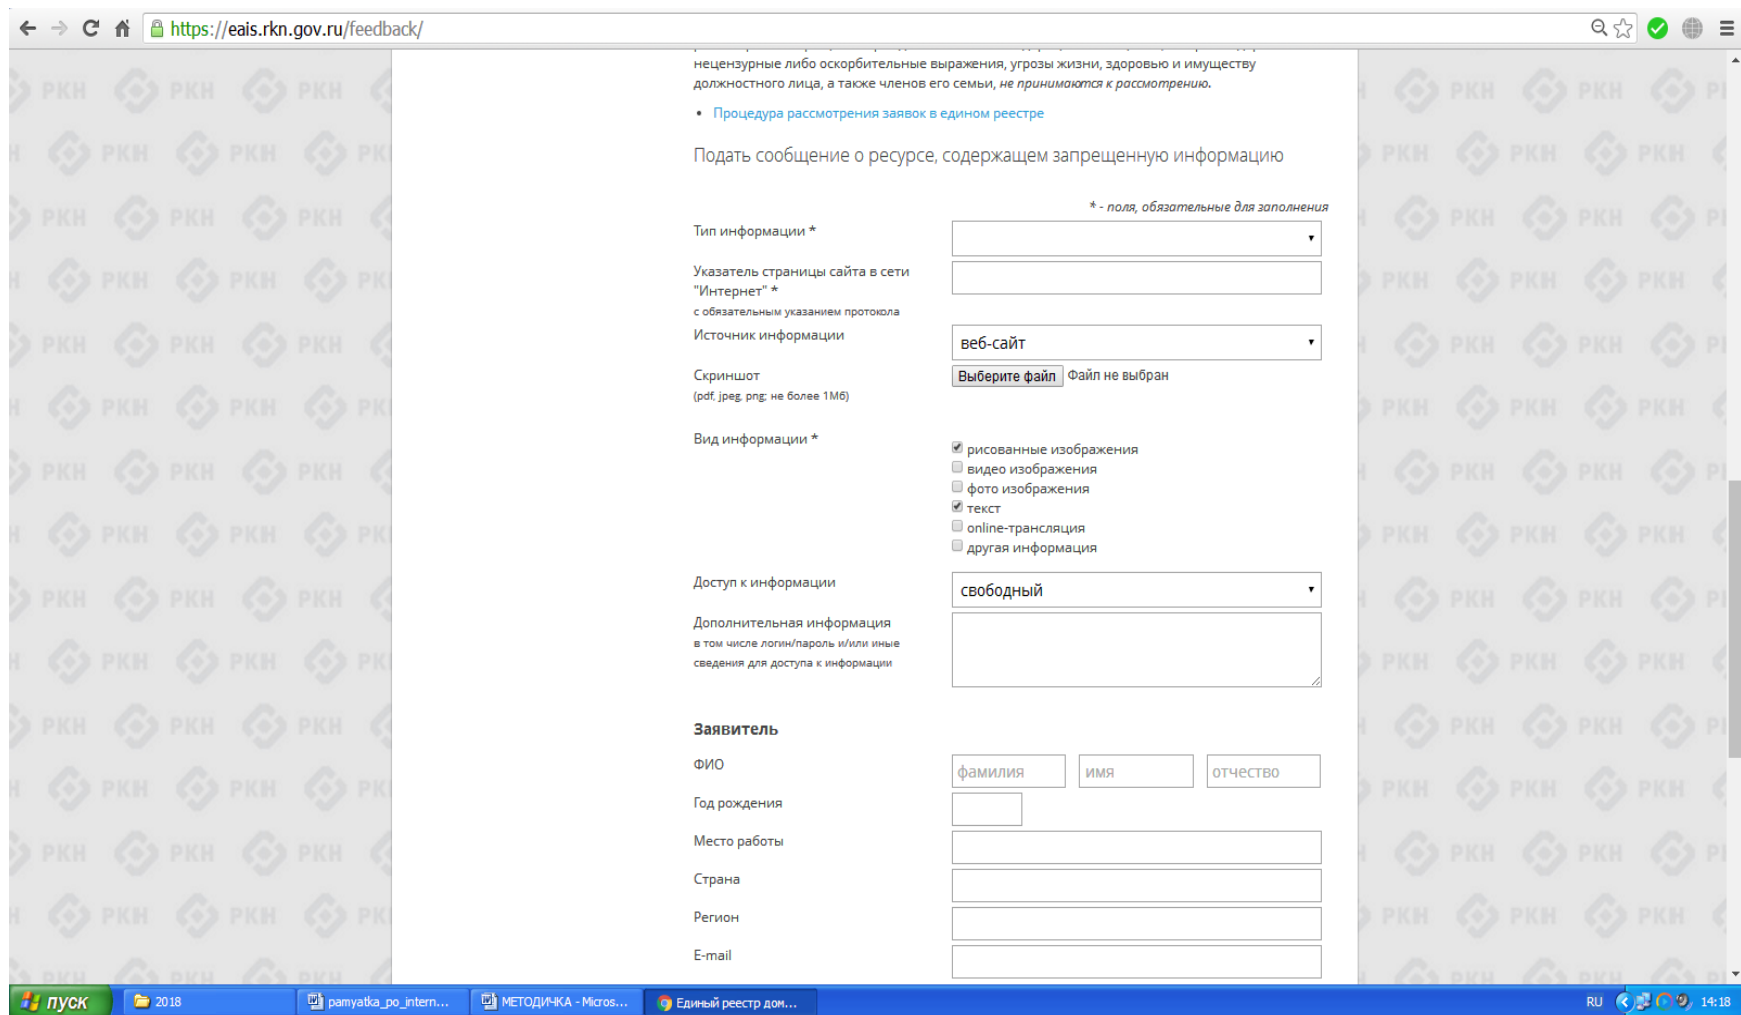 https://eais.rkn.gov.ru/feedback/
нецензурные либо оскорбительные выражения, угрозы жизни, здоровью и имуществу
должностного лица, а также членов его семьи, не принимаются к рассмотрению.
• Процедура рассмотрения заявок в едином реестре
Подать сообщение о ресурсе, содержащем запрещенную информацию
* - поля, обязательные для заполнения
Тип информации *
Указатель страницы сайта в сети
"Интернет" *
с обязательным указанием протокола
Источник информации
веб-сайт
Скриншот
Выберите файл Файл не выбран
(pdf, jpeg, png; не более 1Мб)
Вид информации *
рисованные изображения
видео изображения
фото изображения
текст
online-трансляция
другая информация
Доступ к информации
свободный
Дополнительная информация
в том числе логин/пароль и/или иные
сведения для доступа к информации
Заявитель
ФИО
фамилия имя отчество
Год рождения
Место работы
Страна
Регион
E-mail
РКН
пуск 2018 pamyatka_po_intern... МЕТОДИЧКА - Micros... Единый реестр дом... RU 14:18